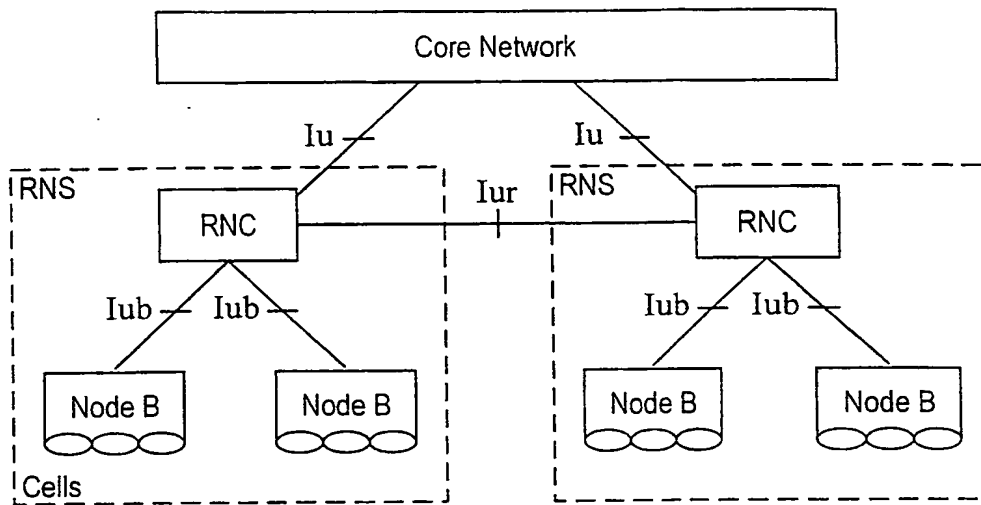 Core Network
Iu
Iu
RNS
RNS
RNC
Iur
RNC
Iub
Iub
Iub
Iub
Node B
Node B
Node B
Node B
Cells